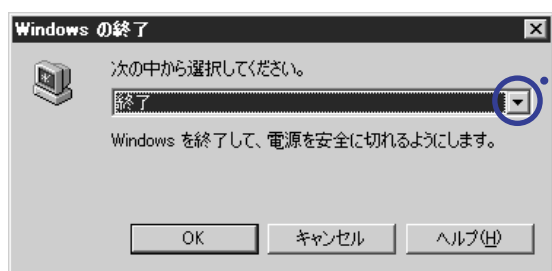 Windows の終了
次の中から選択してください。
終了
Windows を終了して、電源を安全に切れるようにします。
OK
キャンセル
ヘルプ(H)